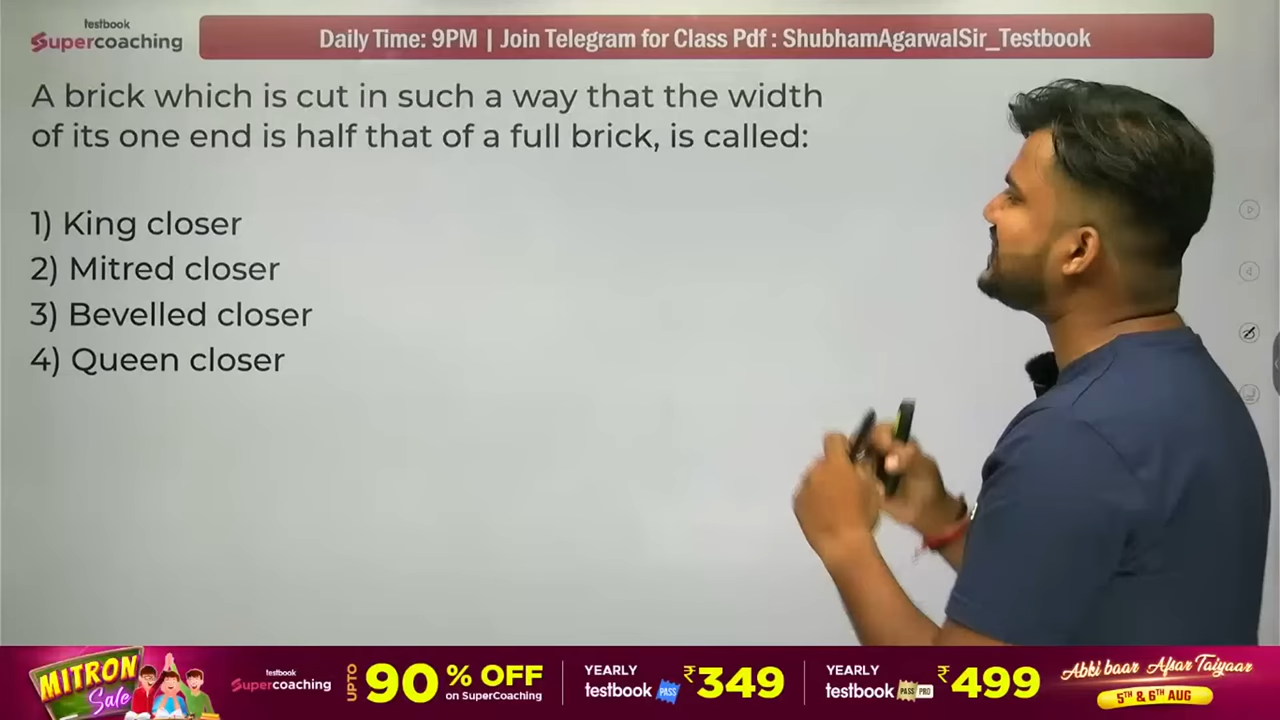 testbook
Supercoaching
Daily Time: 9PM | Join Telegram for Class Pdf : ShubhamAgarwalSir_Testbook
A brick which is cut in such a way that the width
of its one end is half that of a full brick, is called:
1) King closer
2) Mitred closer
3) Bevelled closer
4) Queen closer
MITRON
Sale
testbook
Supercoaching
UPTO 90 % OFF
on SuperCoaching
YEARLY
testbook PASS
₹349
YEARLY
testbook PASS PRO
₹499
Abki baar Afsar Taiyaar
5TH & 6TH AUG